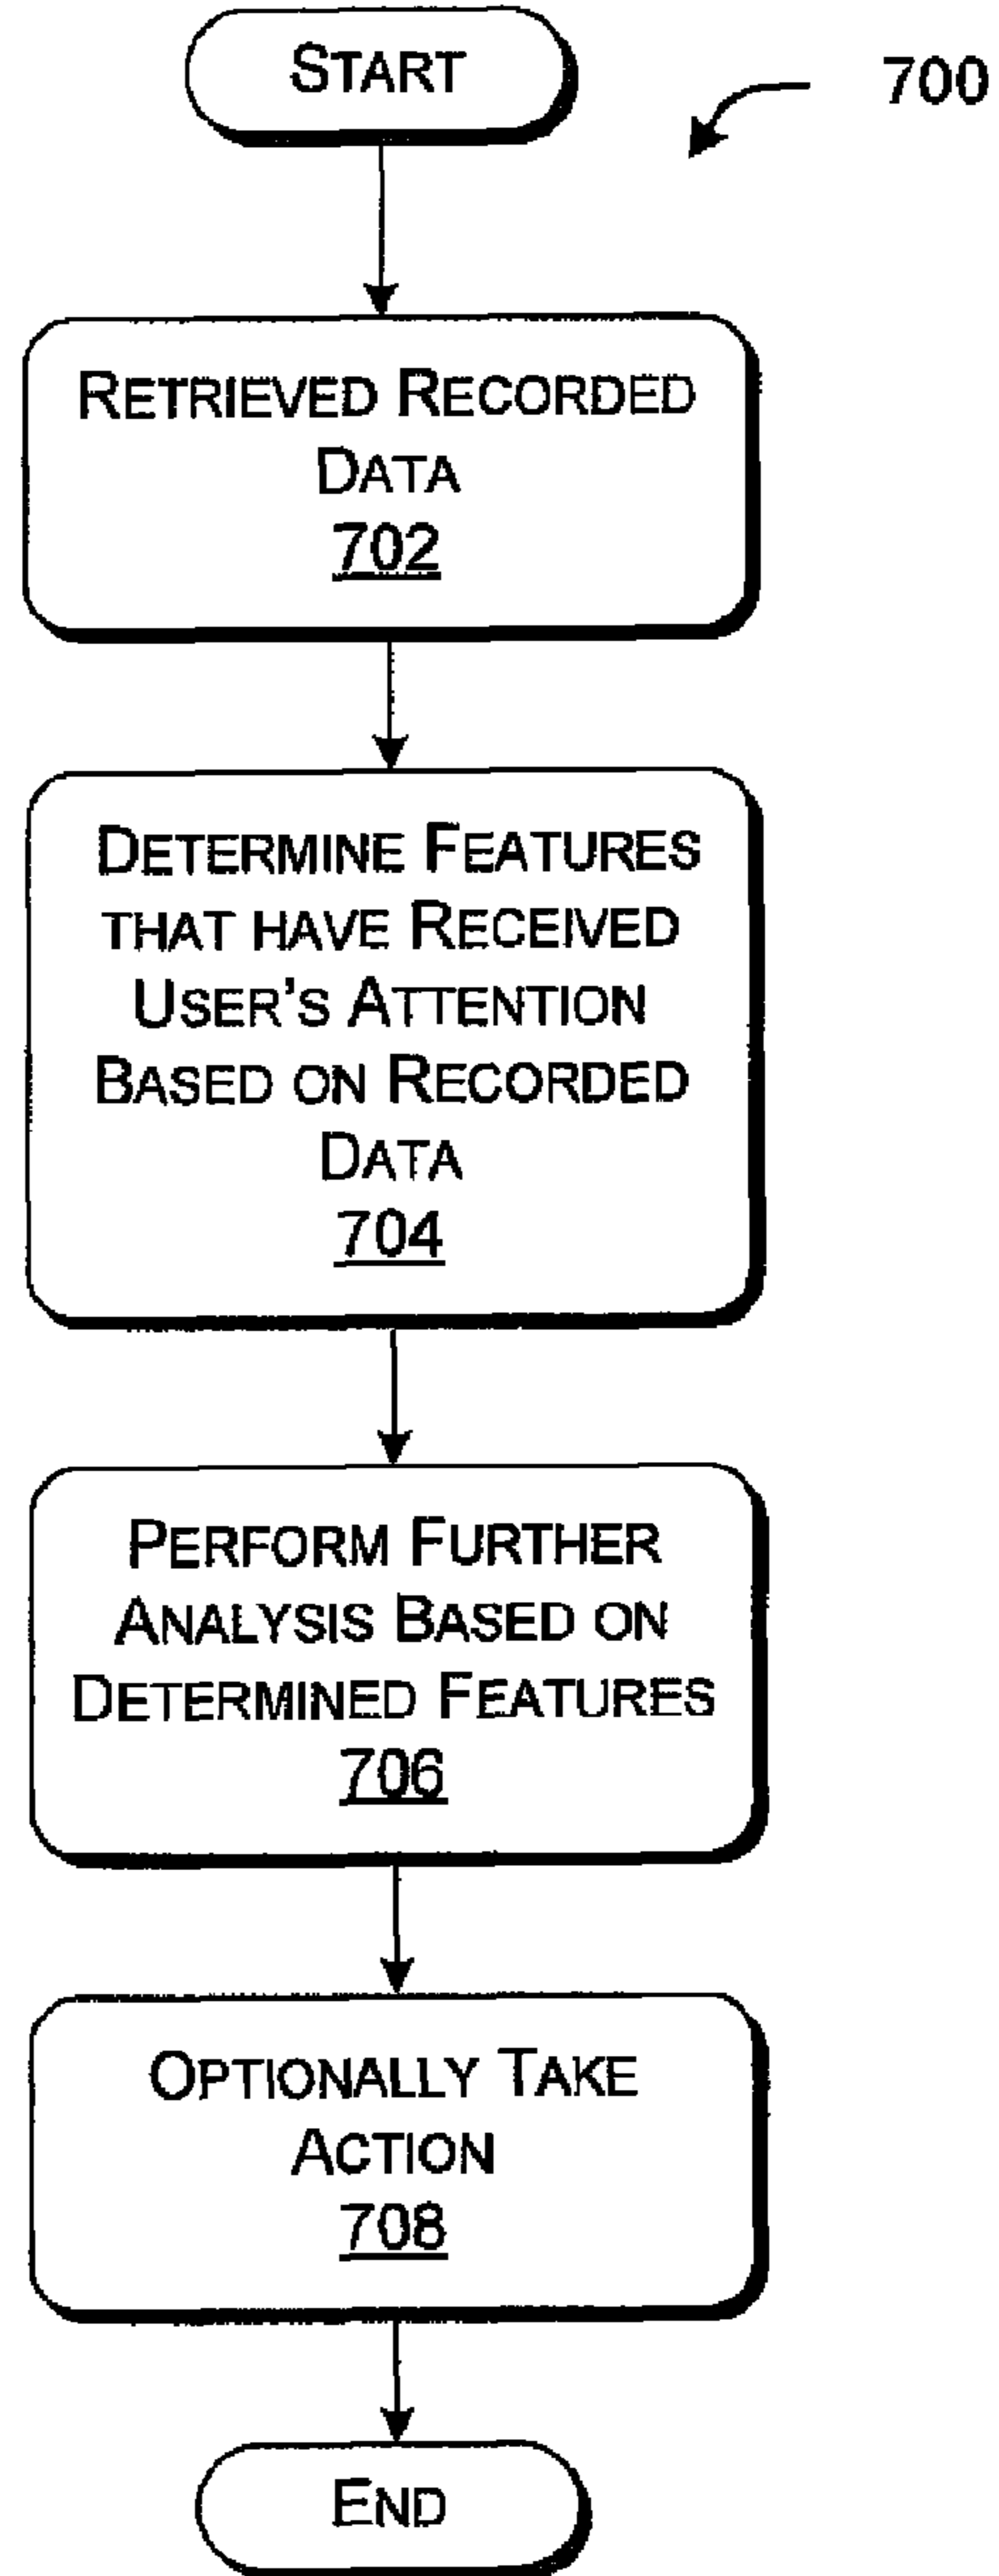 START
700
RETRIEVED RECORDED
DATA
702
DETERMINE FEATURES
THAT HAVE RECEIVED
USER'S ATTENTION
BASED ON RECORDED
DATA
704
PERFORM FURTHER
ANALYSIS BASED ON
DETERMINED FEATURES
706
OPTIONALLY TAKE
ACTION
708
END